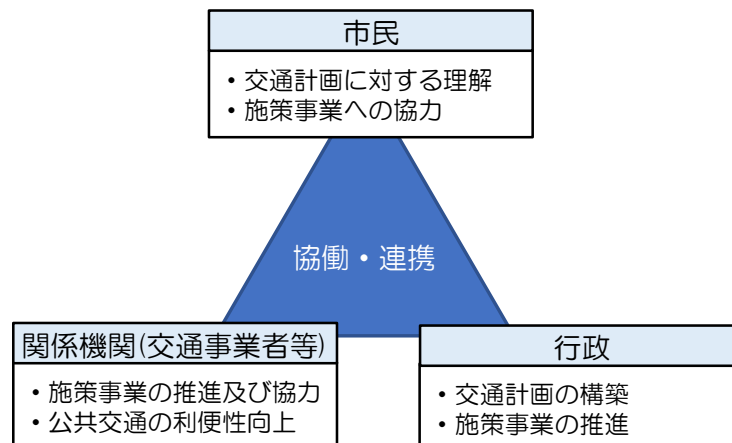 市民
・交通計画に対する理解
・施策事業への協力
協働・連携
関係機関(交通事業者等)
・施策事業の推進及び協力
・公共交通の利便性向上
行政
・交通計画の構築
・施策事業の推進